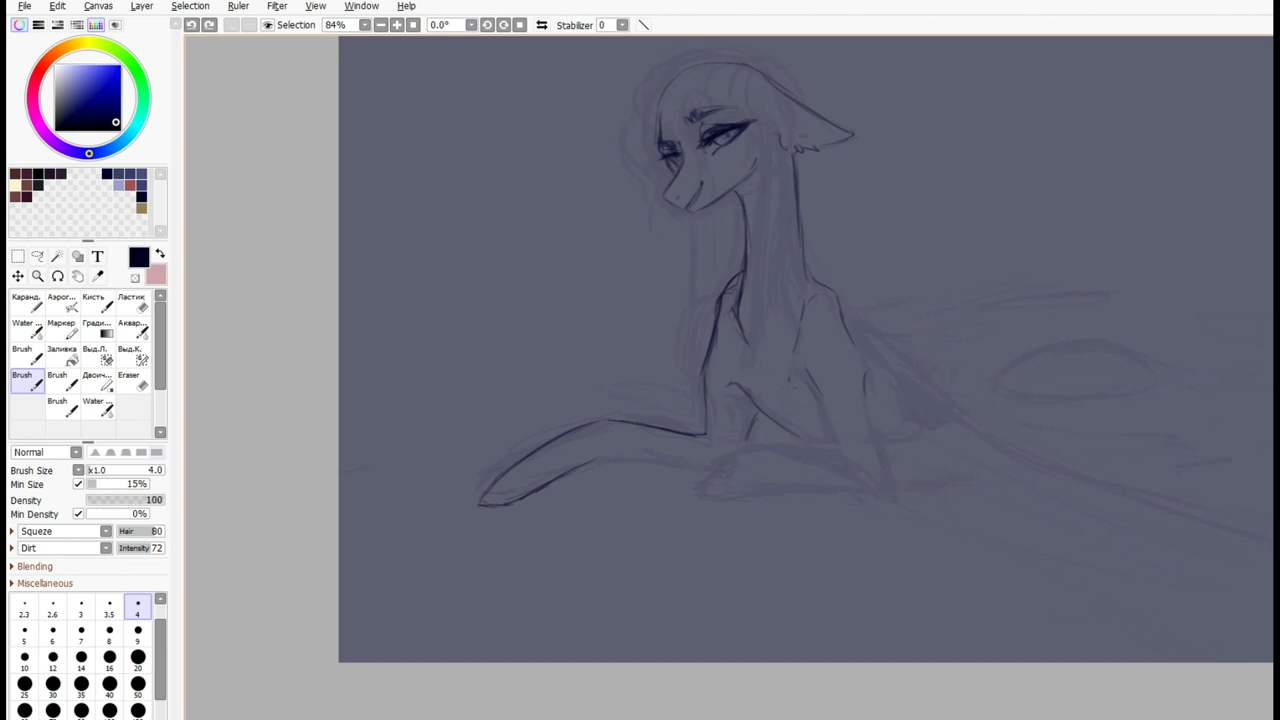 File Edit Canvas Layer Selection Ruler Filter View Window Help
Selection 84% 0.0° Stabilizer 0
T
Каранд. Аэрог... Кисть Ластик
Water ... Маркер Гради... Аквар...
Brush Заливка Выд.Л. Выд.К.
Brush Brush Двоич... Eraser
Brush Water ...
Normal
Brush Size x1.0 4.0
Min Size 15%
Density 100
Min Density 0%
Squeze Hair 80
Dirt Intensity 72
Blending
Miscellaneous
2.3 2.6 3 3.5 4
5 6 7 8 9
10 12 14 16 20
25 30 35 40 50